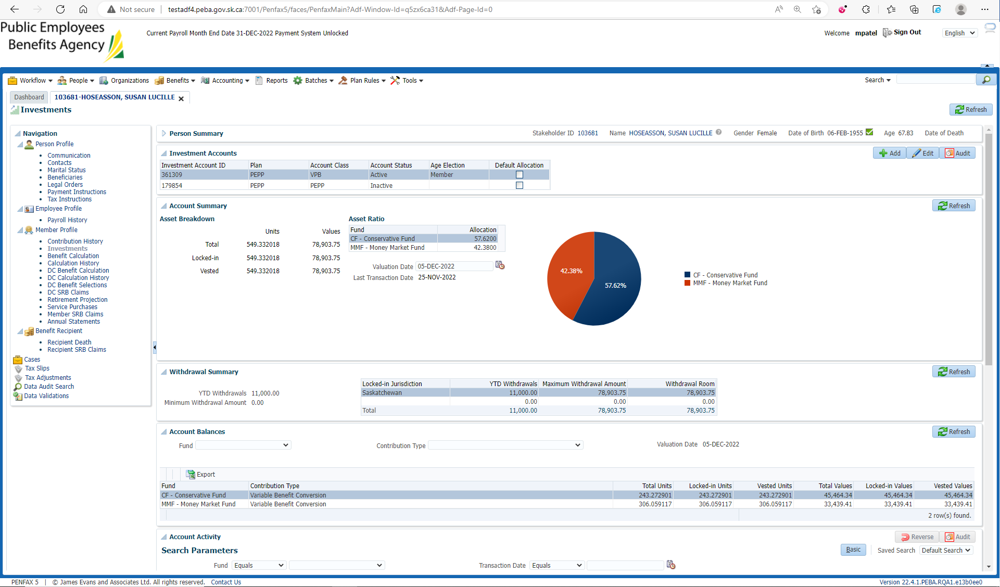 Not secure | testadf4.peba.gov.sk.ca:7001/Penfax5/faces/PenfaxMain?Adf-Window-Id=q5zx6ca31&Adf-Page-Id=0
Public Employees
Benefits Agency
Current Payroll Month End Date 31-DEC-2022 Payment System Unlocked
Welcome mpatel Sign Out English
Workflow People Organizations Benefits Accounting Reports Batches Plan Rules Tools Search
Dashboard 103681-HOSEASSON, SUSAN LUCILLE
Investments Refresh
Navigation
Person Profile
Communication
Contacts
Marital Status
Beneficiaries
Legal Orders
Payment Instructions
Tax Instructions
Employee Profile
Payroll History
Member Profile
Contribution History
Investments
Benefit Calculation
Calculation History
DC Benefit Calculation
DC Calculation History
DC Benefit Selections
DC SRB Claims
Retirement Projection
Service Purchases
Member SRB Claims
Annual Statements
Benefit Recipient
Recipient Death
Recipient SRB Claims
Cases
Tax Slips
Tax Adjustments
Data Audit Search
Data Validations
Person Summary Stakeholder ID 103681 Name HOSEASSON, SUSAN LUCILLE Gender Female Date of Birth 06-FEB-1955 Age 67.83 Date of Death
Investment Accounts Add Edit Audit
Investment Account ID Plan Account Class Account Status Age Election Default Allocation
361309 PEPP VPB Active Member
179854 PEPP PEPP Inactive
Account Summary Refresh
Asset Breakdown
Units Values
Total 549.332018 78,903.75
Locked-in 549.332018 78,903.75
Vested 549.332018 78,903.75
Asset Ratio
Fund Allocation
CF - Conservative Fund 57.6200
MMF - Money Market Fund 42.3800
Valuation Date 05-DEC-2022
Last Transaction Date 25-NOV-2022
42.38%
57.62%
CF - Conservative Fund
MMF - Money Market Fund
Withdrawal Summary Refresh
YTD Withdrawals 11,000.00
Minimum Withdrawal Amount 0.00
Locked-in Jurisdiction YTD Withdrawals Maximum Withdrawal Amount Withdrawal Room
Saskatchewan 11,000.00 78,903.75 78,903.75
0.00 0.00 0.00
Total 11,000.00 78,903.75 78,903.75
Account Balances Refresh
Fund Contribution Type Valuation Date 05-DEC-2022
Export
Fund Contribution Type Total Units Locked-in Units Vested Units Total Values Locked-in Values Vested Values
CF - Conservative Fund Variable Benefit Conversion 243.272901 243.272901 243.272901 45,464.34 45,464.34 45,464.34
MMF - Money Market Fund Variable Benefit Conversion 306.059117 306.059117 306.059117 33,439.41 33,439.41 33,439.41
2 row(s) found.
Account Activity Reverse Audit
Search Parameters Basic Saved Search Default Search
Fund Equals Transaction Date Equals
PENFAX 5 | © James Evans and Associates Ltd. All rights reserved. Contact Us Version 22.4.1.PEBA.RQA1.e13b0ee0